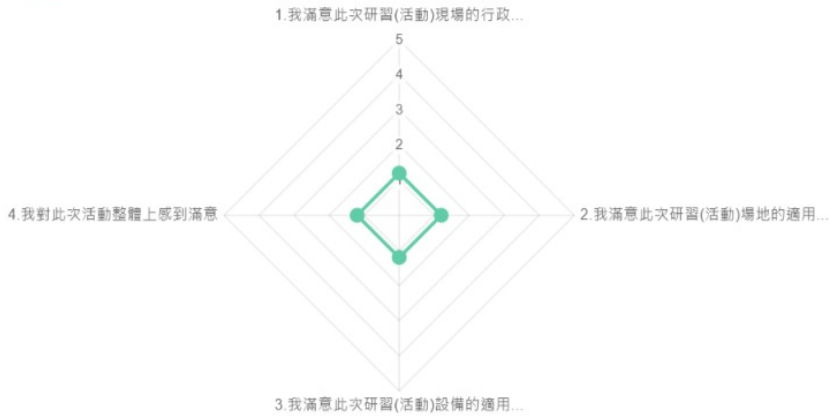 1.我滿意此次研習(活動)現場的行政...
5
4
3
2
1
4.我對此次活動整體上感到滿意
2.我滿意此次研習(活動)場地的適用...
3.我滿意此次研習(活動)設備的適用...